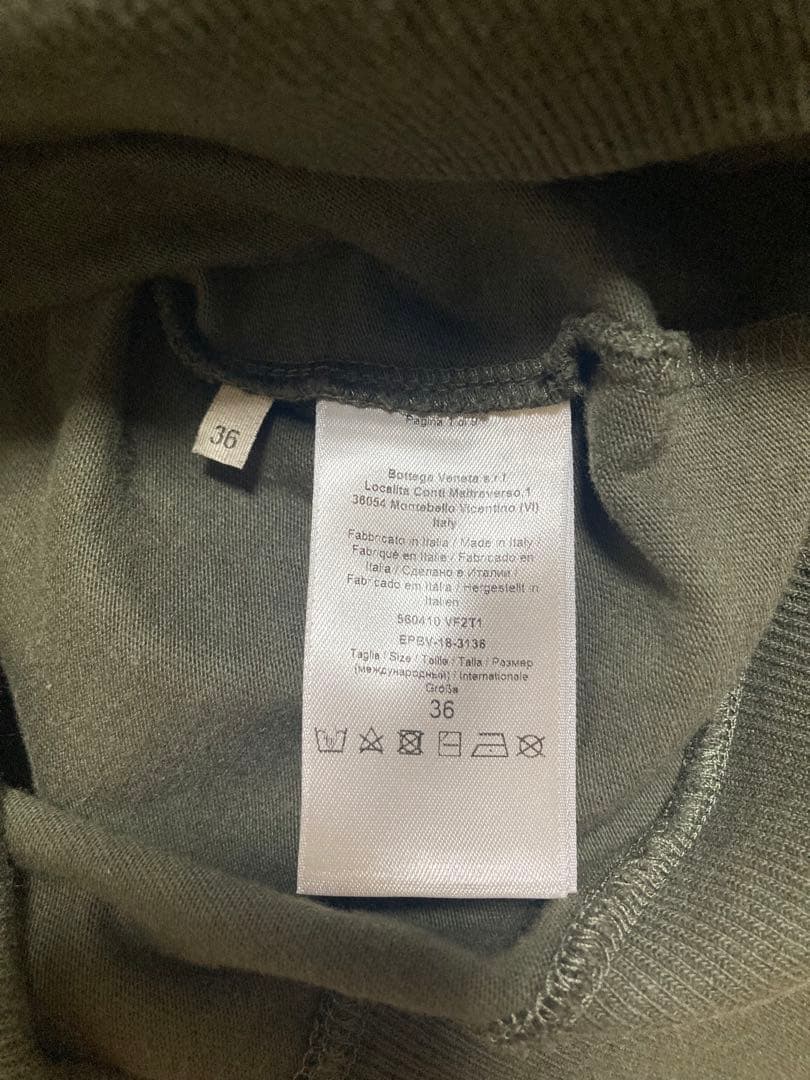 36
Pagina 1 di 9
Bottega Veneta s.r.l
Località Conti Maltraverso,1
36054 Montebello Vicentino (VI)
Italy
Fabbricato in Italia / Made in Italy /
Fabriqué en Italie / Fabricado en
Italia / Сделано в Италии /
Fabricado em Itália / Hergestellt in
Italien
560410 VF2T1
EPBV-18-3136
Taglia / Size / Taille / Talla / Размер
(международный) / Internationale
Größe
36